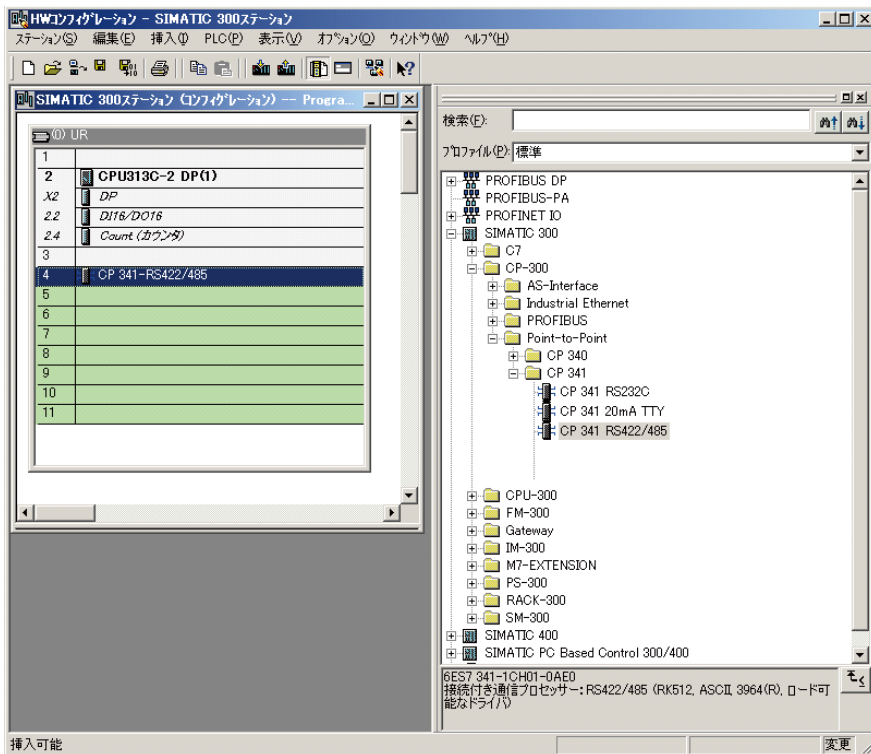 HWコンフィグレーション - SIMATIC 300ステーション
ステーション(S) 編集(E) 挿入(I) PLC(P) 表示(V) オプション(O) ウィンドウ(W) ヘルプ(H)
SIMATIC 300ステーション (コンフィグレーション) -- Progra...
(0) UR
1
2 CPU313C-2 DP(1)
X2 DP
2.2 DI16/DO16
2.4 Count (カウンタ)
3
4 CP 341-RS422/485
5
6
7
8
9
10
11
検索(F):
プロファイル(P): 標準
PROFIBUS DP
PROFIBUS-PA
PROFINET IO
SIMATIC 300
C7
CP-300
AS-Interface
Industrial Ethernet
PROFIBUS
Point-to-Point
CP 340
CP 341
CP 341 RS232C
CP 341 20mA TTY
CP 341 RS422/485
CPU-300
FM-300
Gateway
IM-300
M7-EXTENSION
PS-300
RACK-300
SM-300
SIMATIC 400
SIMATIC PC Based Control 300/400
6ES7 341-1CH01-0AE0
接続付き通信プロセッサー: RS422/485 (RK512, ASCII, 3964(R), ロード可
能なドライバ)
挿入可能
変更